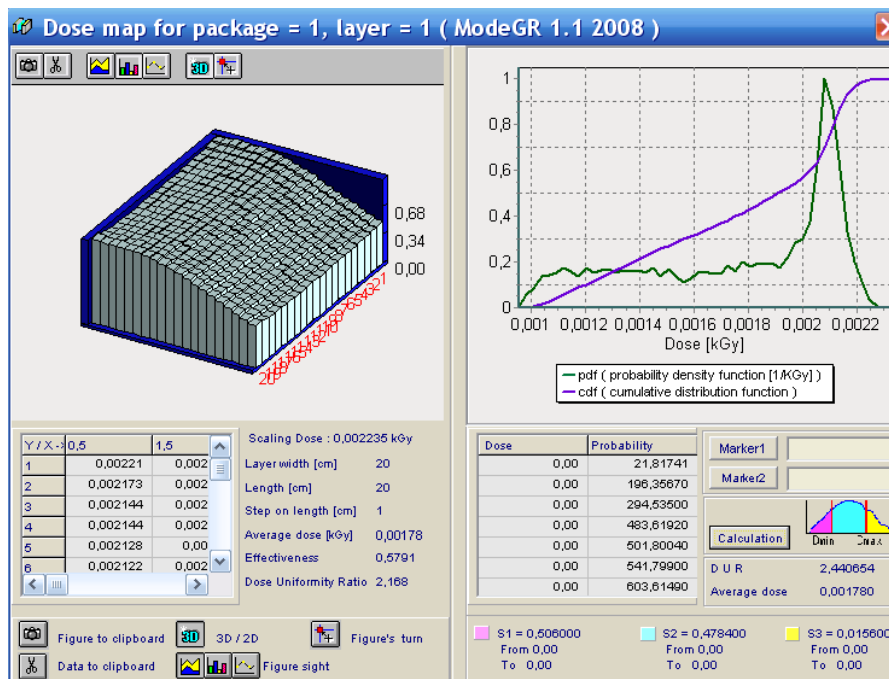 Dose map for package = 1, layer = 1 ( ModeGR 1.1 2008 )
3D
0,68
0,34
0,00
1
0,8
0,6
0,4
0,2
0
0,001 0,0012 0,0014 0,0016 0,0018 0,002 0,0022
Dose [kGy]
pdf ( probability density function [1/KGy] )
cdf ( cumulative distribution function )
Y / X -> 0,5 1,5
1 0,00221 0,002
2 0,002173 0,002
3 0,002144 0,002
4 0,002144 0,002
5 0,002128 0,00
6 0,002122 0,002
Scaling Dose : 0,002235 kGy
Layer width [cm] 20
Length [cm] 20
Step on length [cm] 1
Average dose [kGy] 0,00178
Effectiveness 0,5791
Dose Uniformity Ratio 2,168
Dose Probability
0,00 21,81741
0,00 196,35670
0,00 294,53500
0,00 483,61920
0,00 501,80040
0,00 541,79900
0,00 603,61490
Marker1
Marker2
Calculation
Dmin Dmax
D U R 2,440654
Average dose 0,001780
Figure to clipboard 3D 3D / 2D Figure's turn
Data to clipboard Figure sight
S1 = 0,506000 S2 = 0,478400 S3 = 0,015600
From 0,00 From 0,00 From 0,00
To 0,00 To 0,00 To 0,00